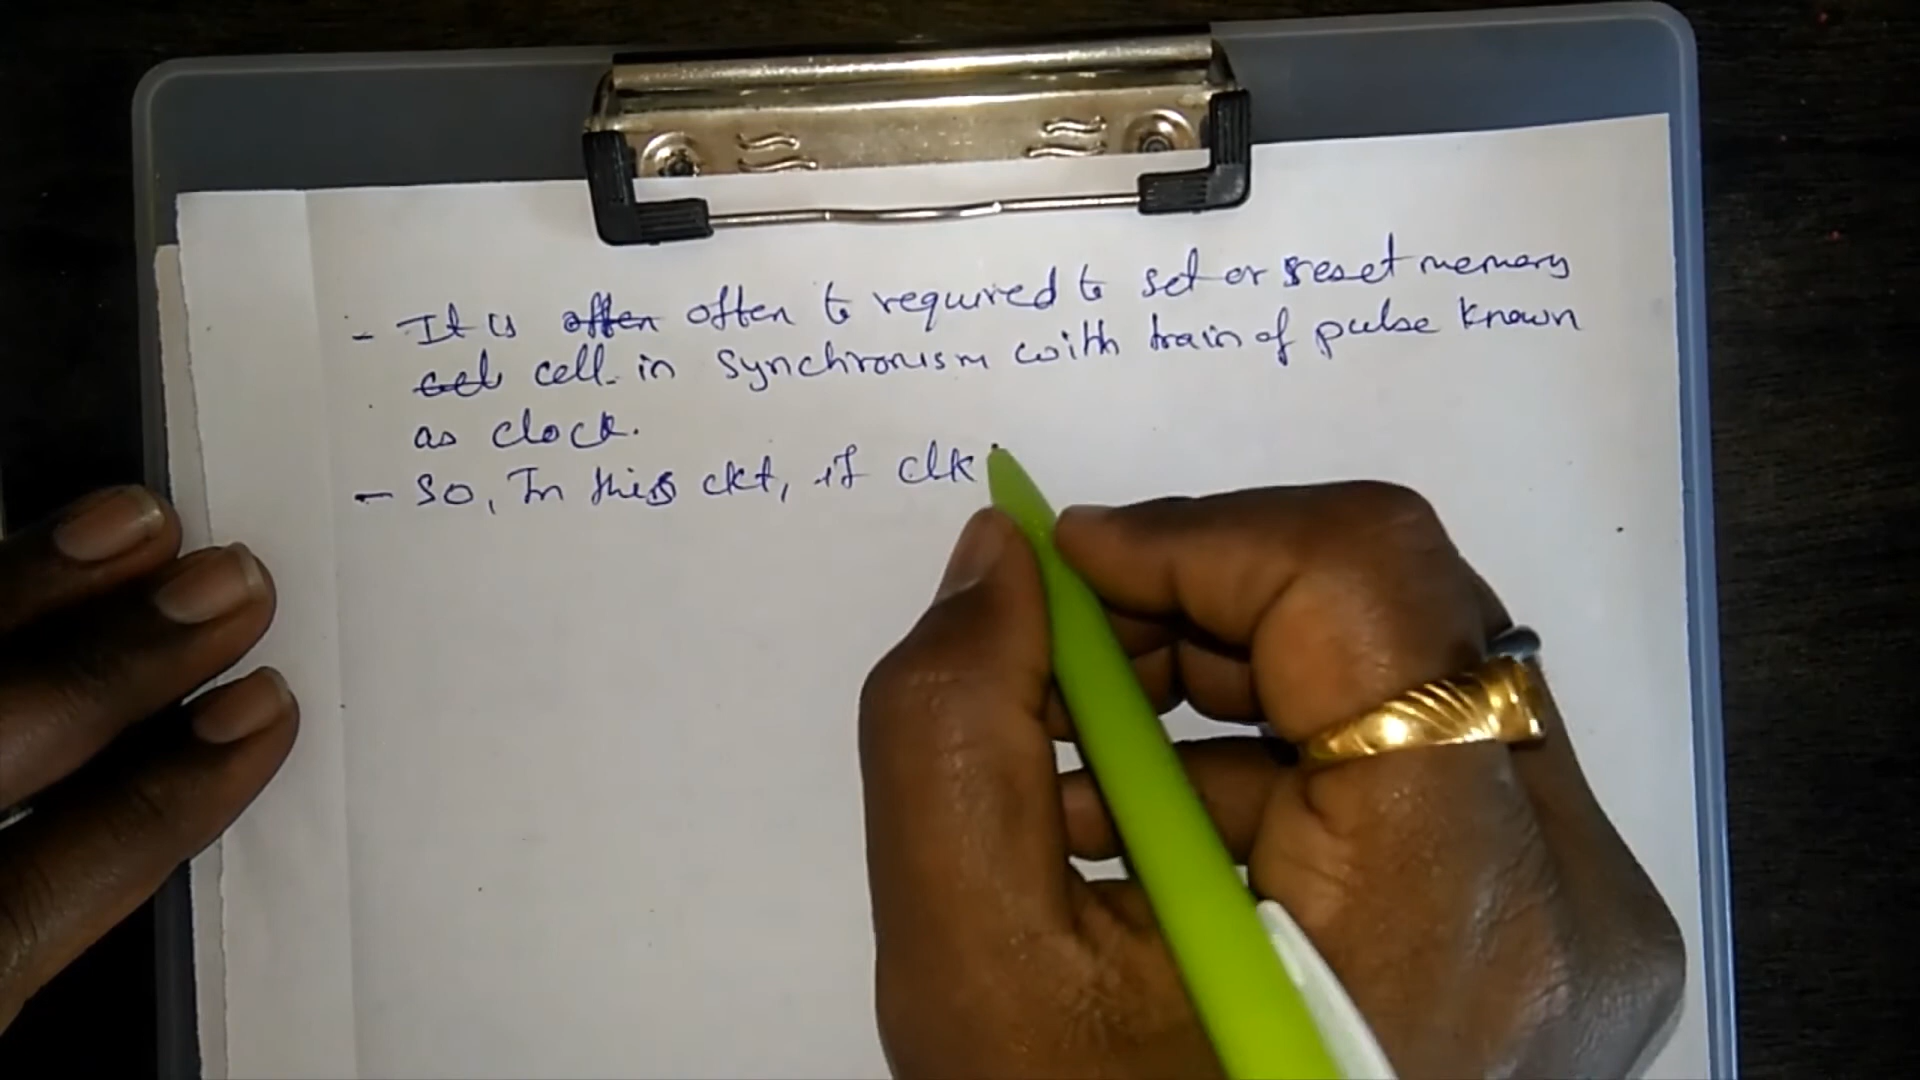 - It is often often to required to set or reset memory
cel cell in synchronism with train of pulse known
as clock.
- So, In this ckt, if clk